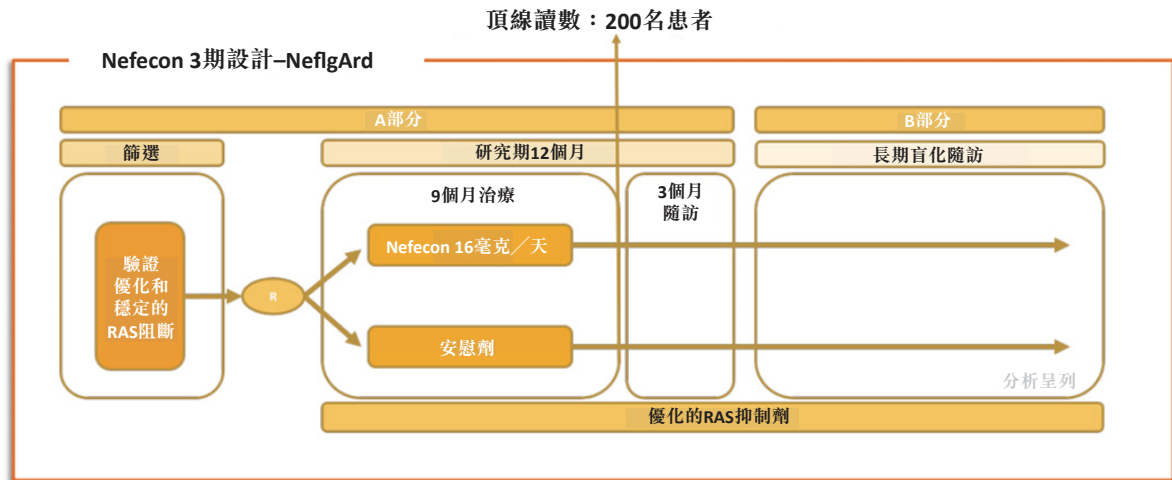 頂線讀數：200名患者
Nefecon 3期設計–NeflgArd
A部分
B部分
篩選
研究期12個月
長期盲化隨訪
9個月治療
3個月
隨訪
驗證
優化和
穩定的
RAS阻斷
R
Nefecon 16毫克／天
安慰劑
分析呈列
優化的RAS抑制劑